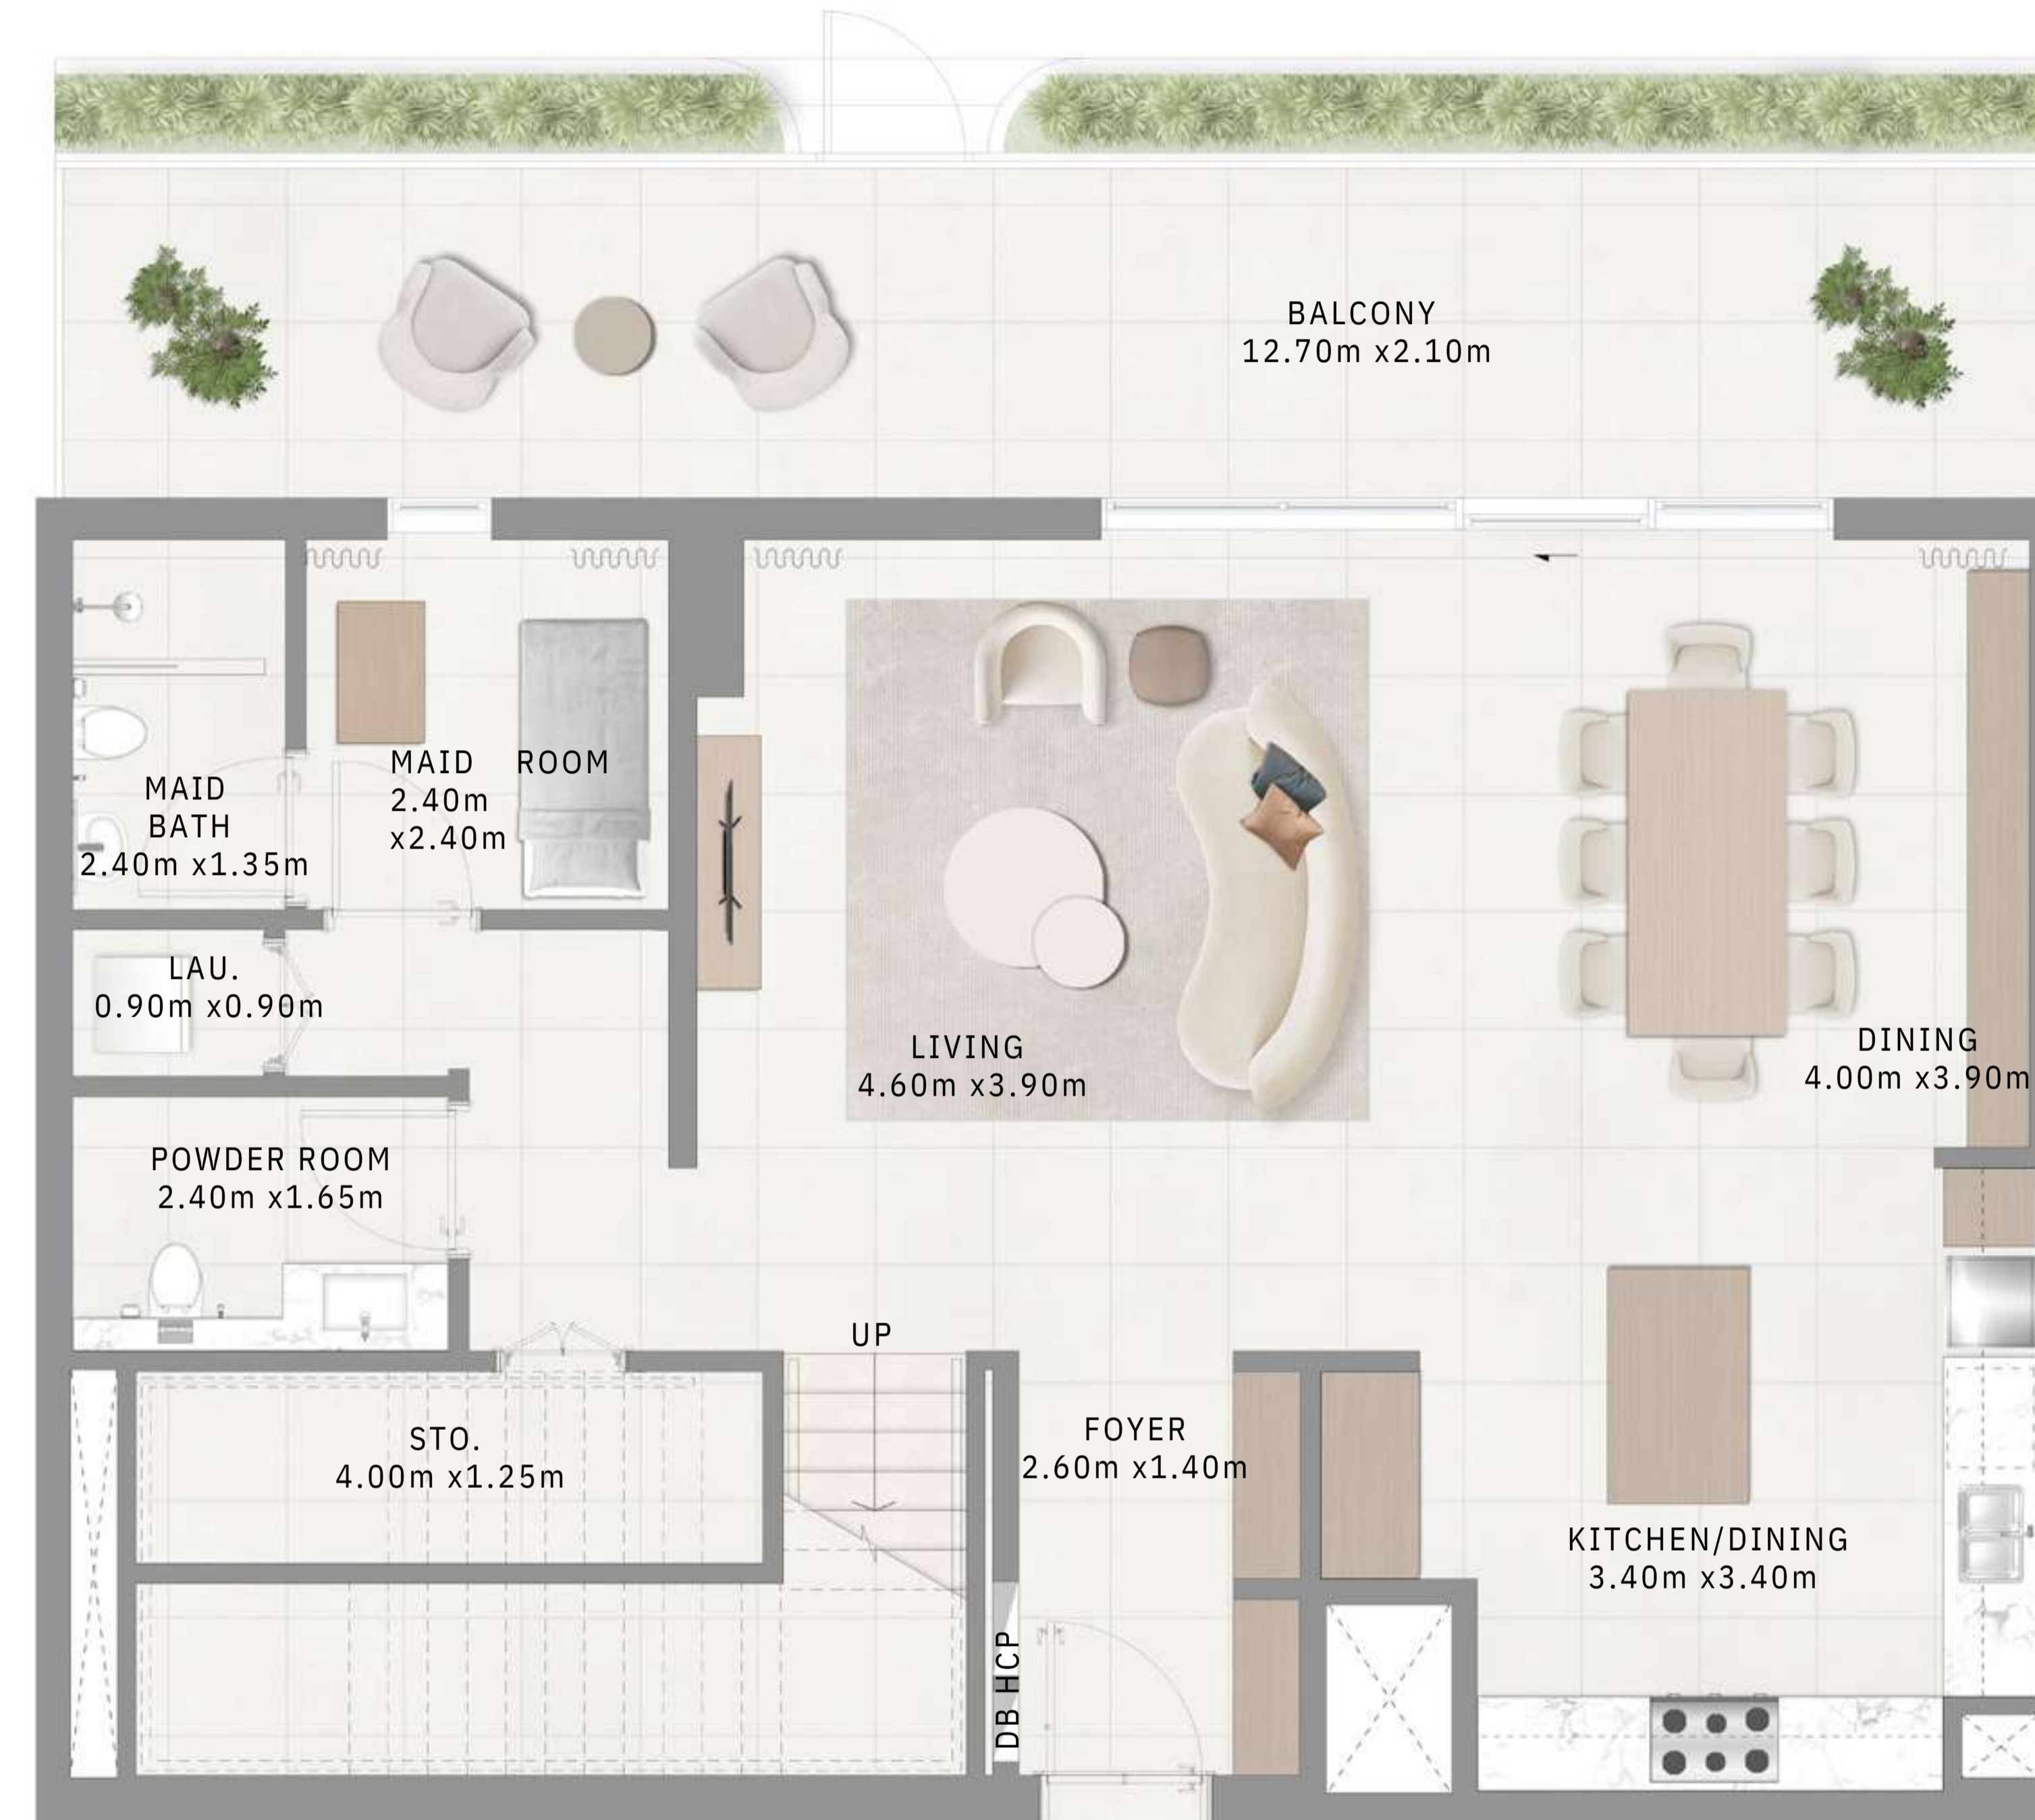 BALCONY
12.70m x2.10m
MAID ROOM
2.40m
x2.40m
MAID
BATH
2.40m x1.35m
LAU.
0.90m x0.90m
LIVING
4.60m x3.90m
DINING
4.00m x3.90m
POWDER ROOM
2.40m x1.65m
UP
STO.
4.00m x1.25m
FOYER
2.60m x1.40m
KITCHEN/DINING
3.40m x3.40m
DB HCP